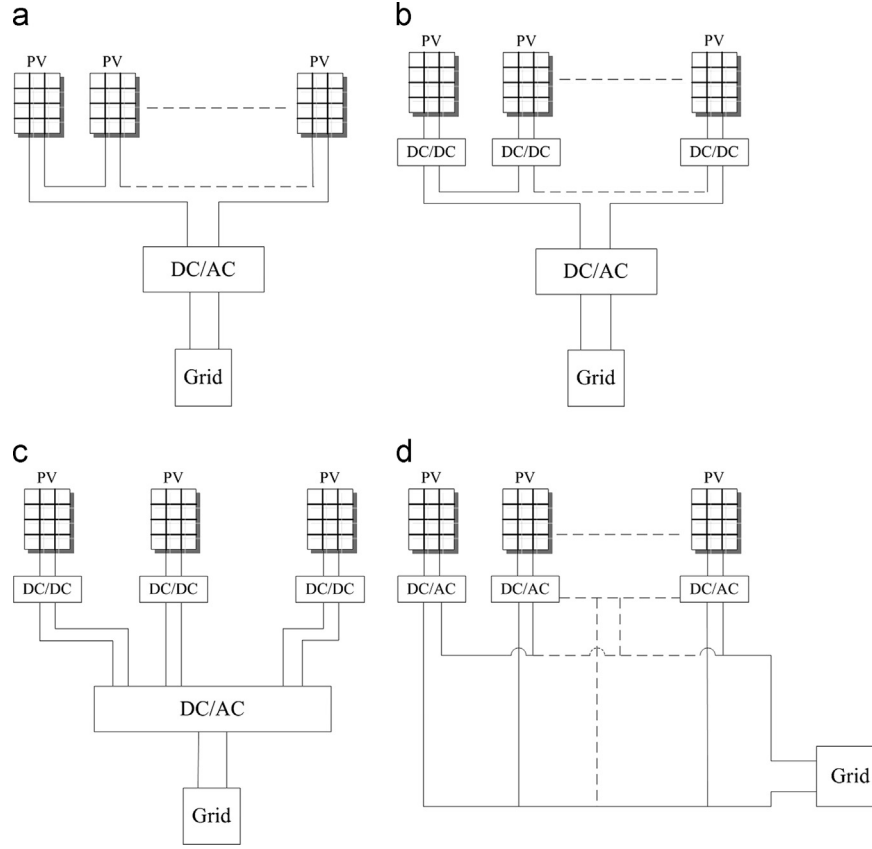 a
PV PV PV
DC/AC
Grid
b
PV PV PV
DC/DC DC/DC DC/DC
DC/AC
Grid
c
PV PV PV
DC/DC DC/DC DC/DC
DC/AC
Grid
d
PV PV PV
DC/AC DC/AC DC/AC
Grid